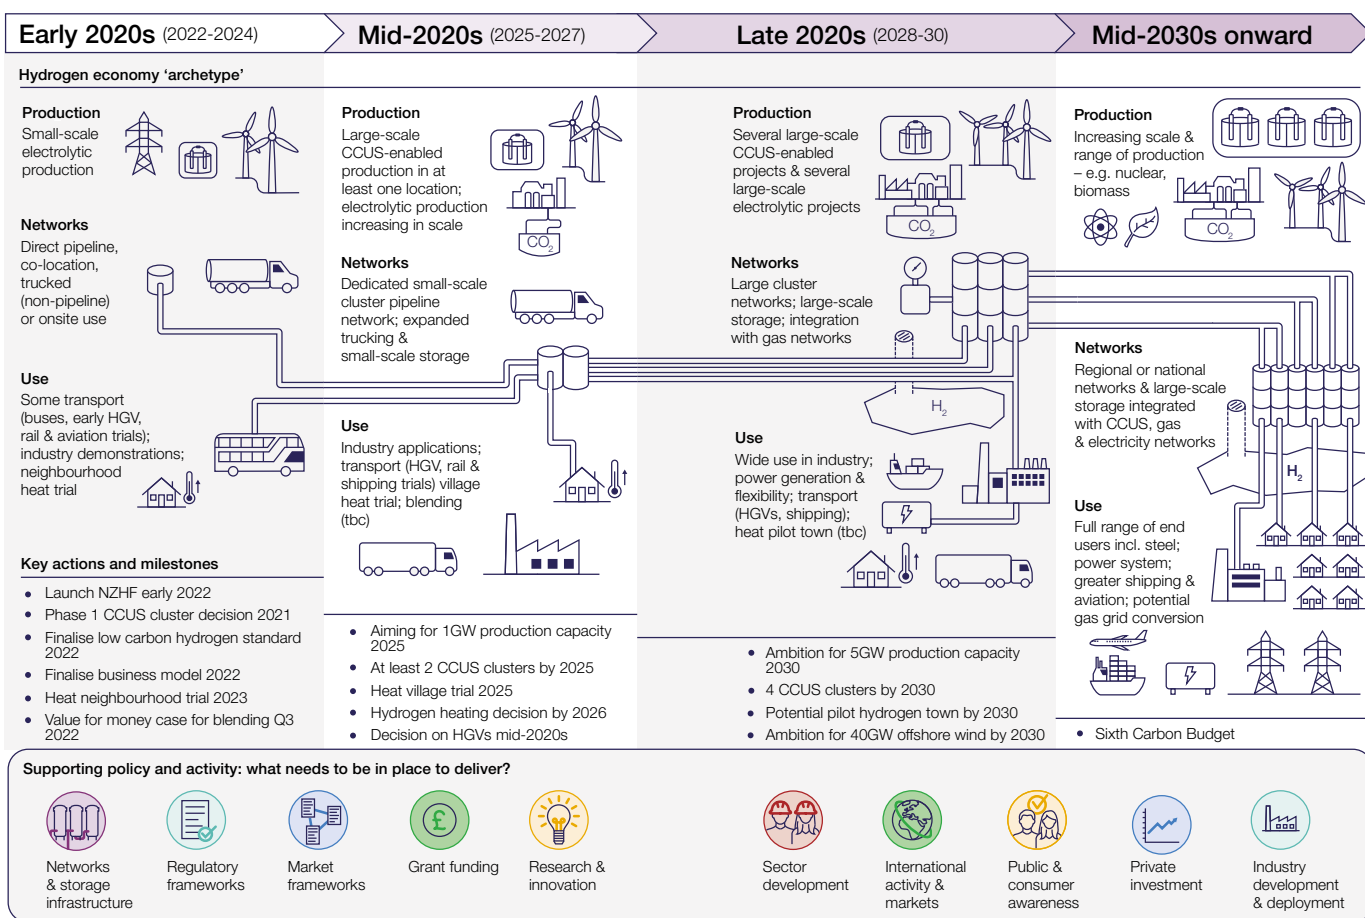 Early 2020s (2022-2024)
Mid-2020s (2025-2027)
Late 2020s (2028-30)
Mid-2030s onward
Hydrogen economy ‘archetype’
Production
Small-scale
electrolytic
production
Networks
Direct pipeline,
co-location,
trucked
(non-pipeline)
or onsite use
Use
Some transport
(buses, early HGV,
rail & aviation trials);
industry demonstrations;
neighbourhood
heat trial
Key actions and milestones
• Launch NZHF early 2022
• Phase 1 CCUS cluster decision 2021
• Finalise low carbon hydrogen standard
2022
• Finalise business model 2022
• Heat neighbourhood trial 2023
• Value for money case for blending Q3
2022
Production
Large-scale
CCUS-enabled
production in at
least one location;
electrolytic production
increasing in scale
CO2
Networks
Dedicated small-scale
cluster pipeline
network; expanded
trucking &
small-scale storage
Use
Industry applications;
transport (HGV, rail &
shipping trials) village
heat trial; blending
(tbc)
• Aiming for 1GW production capacity
2025
• At least 2 CCUS clusters by 2025
• Heat village trial 2025
• Hydrogen heating decision by 2026
• Decision on HGVs mid-2020s
Production
Several large-scale
CCUS-enabled
projects & several
large-scale
electrolytic projects
CO2
Networks
Large cluster
networks; large-scale
storage; integration
with gas networks
H2
Use
Wide use in industry;
power generation &
flexibility; transport
(HGVs, shipping);
heat pilot town (tbc)
• Ambition for 5GW production capacity
2030
• 4 CCUS clusters by 2030
• Potential pilot hydrogen town by 2030
• Ambition for 40GW offshore wind by 2030
Production
Increasing scale &
range of production
– e.g. nuclear,
biomass
CO2
Networks
Regional or national
networks & large-scale
storage integrated
with CCUS, gas
& electricity networks
H2
Use
Full range of end
users incl. steel;
power system;
greater shipping &
aviation; potential
gas grid conversion
• Sixth Carbon Budget
Supporting policy and activity: what needs to be in place to deliver?
Networks
& storage
infrastructure
Regulatory
frameworks
Market
frameworks
£
Grant funding
Research &
innovation
Sector
development
International
activity &
markets
Public &
consumer
awareness
Private
investment
Industry
development
& deployment